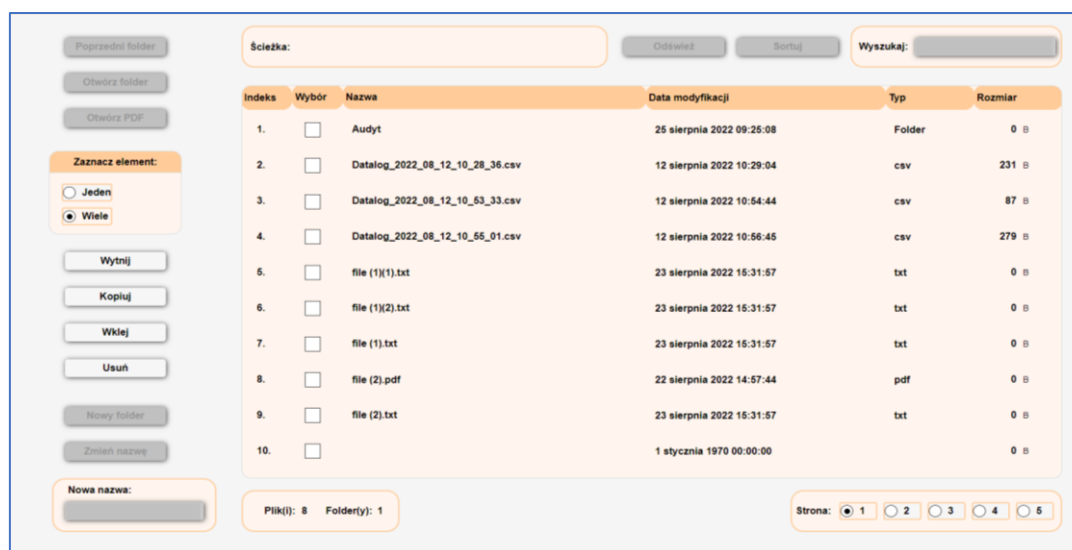 Poprzedni folder
Otwórz folder
Otwórz PDF
Zaznacz element:
Jeden
Wiele
Wytnij
Kopiuj
Wklej
Usuń
Nowy folder
Zmień nazwę
Nowa nazwa:
Ścieżka:
Odśwież
Sortuj
Wyszukaj:
Indeks Wybór Nazwa Data modyfikacji Typ Rozmiar
1. Audyt 25 sierpnia 2022 09:25:08 Folder 0 B
2. Datalog_2022_08_12_10_28_36.csv 12 sierpnia 2022 10:29:04 csv 231 B
3. Datalog_2022_08_12_10_53_33.csv 12 sierpnia 2022 10:54:44 csv 87 B
4. Datalog_2022_08_12_10_55_01.csv 12 sierpnia 2022 10:56:45 csv 279 B
5. file (1)(1).txt 23 sierpnia 2022 15:31:57 txt 0 B
6. file (1)(2).txt 23 sierpnia 2022 15:31:57 txt 0 B
7. file (1).txt 23 sierpnia 2022 15:31:57 txt 0 B
8. file (2).pdf 22 sierpnia 2022 14:57:44 pdf 0 B
9. file (2).txt 23 sierpnia 2022 15:31:57 txt 0 B
10. 1 stycznia 1970 00:00:00 0 B
Plik(i): 8 Folder(y): 1
Strona: 1 2 3 4 5